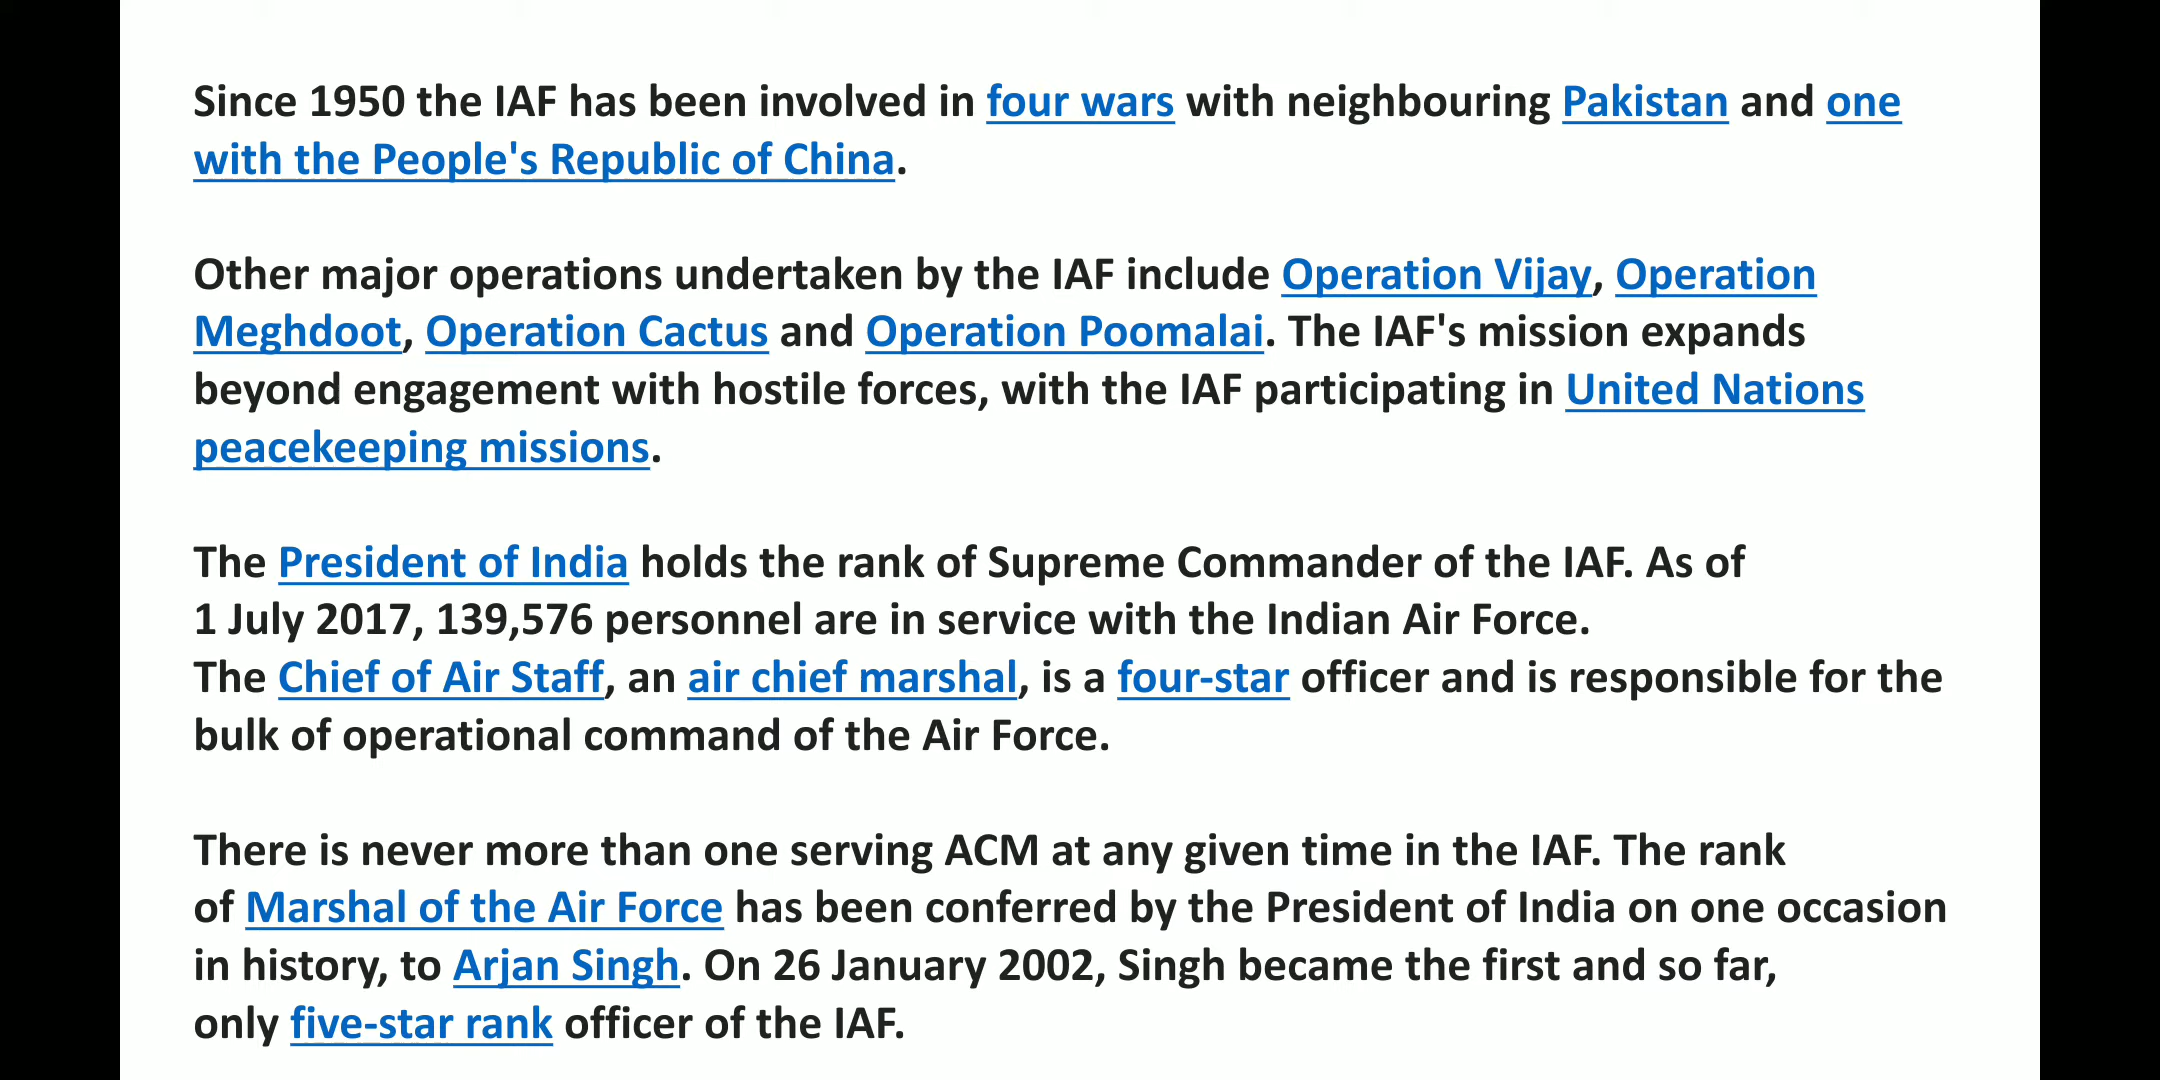 Since 1950 the IAF has been involved in four wars with neighbouring Pakistan and one
with the People's Republic of China.
Other major operations undertaken by the IAF include Operation Vijay, Operation
Meghdoot, Operation Cactus and Operation Poomalai. The IAF's mission expands
beyond engagement with hostile forces, with the IAF participating in United Nations
peacekeeping missions.
The President of India holds the rank of Supreme Commander of the IAF. As of
1 July 2017, 139,576 personnel are in service with the Indian Air Force.
The Chief of Air Staff, an air chief marshal, is a four-star officer and is responsible for the
bulk of operational command of the Air Force.
There is never more than one serving ACM at any given time in the IAF. The rank
of Marshal of the Air Force has been conferred by the President of India on one occasion
in history, to Arjan Singh. On 26 January 2002, Singh became the first and so far,
only five-star rank officer of the IAF.